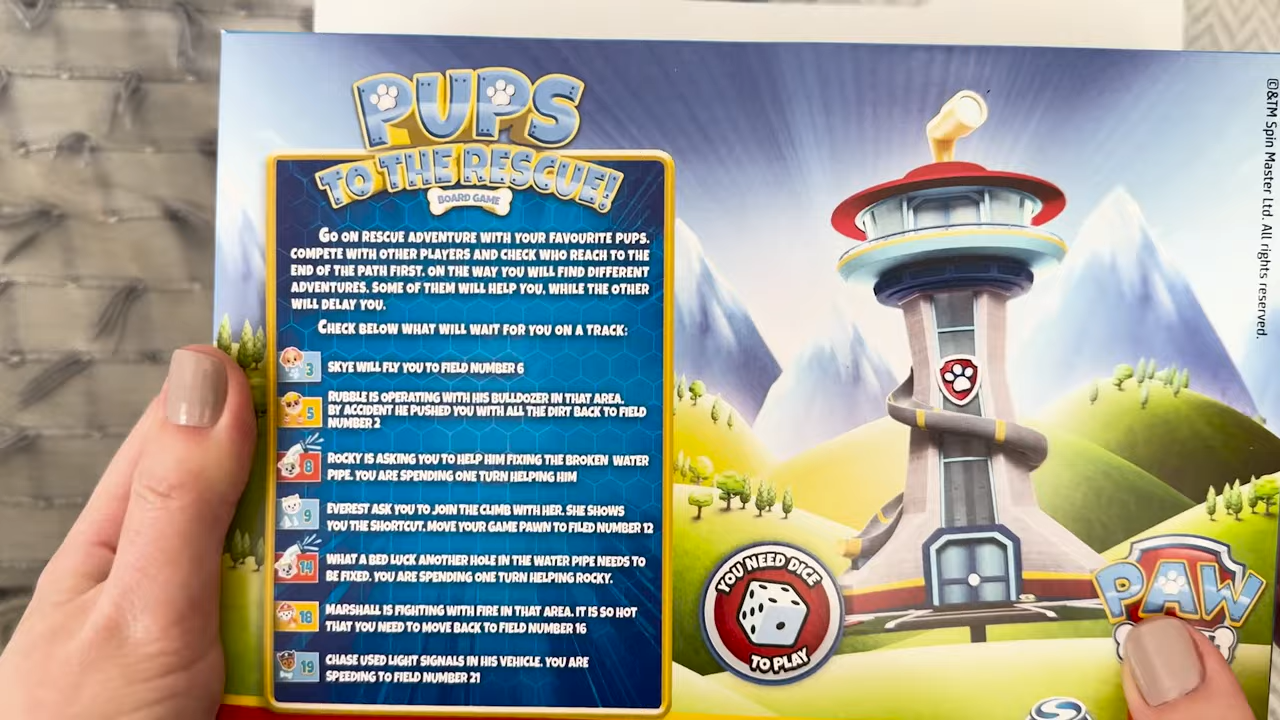 PUPS
TO THE RESCUE!
BOARD GAME
GO ON RESCUE ADVENTURE WITH YOUR FAVOURITE PUPS.
COMPETE WITH OTHER PLAYERS AND CHECK WHO REACH TO THE
END OF THE PATH FIRST. ON THE WAY YOU WILL FIND DIFFERENT
ADVENTURES. SOME OF THEM WILL HELP YOU, WHILE THE OTHER
WILL DELAY YOU.
CHECK BELOW WHAT WILL WAIT FOR YOU ON A TRACK:
3 SKYE WILL FLY YOU TO FIELD NUMBER 6
5 RUBBLE IS OPERATING WITH HIS BULLDOZER IN THAT AREA.
BY ACCIDENT HE PUSHED YOU WITH ALL THE DIRT BACK TO FIELD
NUMBER 2
8 ROCKY IS ASKING YOU TO HELP HIM FIXING THE BROKEN WATER
PIPE. YOU ARE SPENDING ONE TURN HELPING HIM
9 EVEREST ASK YOU TO JOIN THE CLIMB WITH HER. SHE SHOWS
YOU THE SHORTCUT. MOVE YOUR GAME PAWN TO FILED NUMBER 12
14 WHAT A BED LUCK ANOTHER HOLE IN THE WATER PIPE NEEDS TO
BE FIXED. YOU ARE SPENDING ONE TURN HELPING ROCKY.
18 MARSHALL IS FIGHTING WITH FIRE IN THAT AREA. IT IS SO HOT
THAT YOU NEED TO MOVE BACK TO FIELD NUMBER 16
19 CHASE USED LIGHT SIGNALS IN HIS VEHICLE. YOU ARE
SPEEDING TO FIELD NUMBER 21
YOU NEED DICE
TO PLAY
PAW
©&TM Spin Master Ltd. All rights reserved.